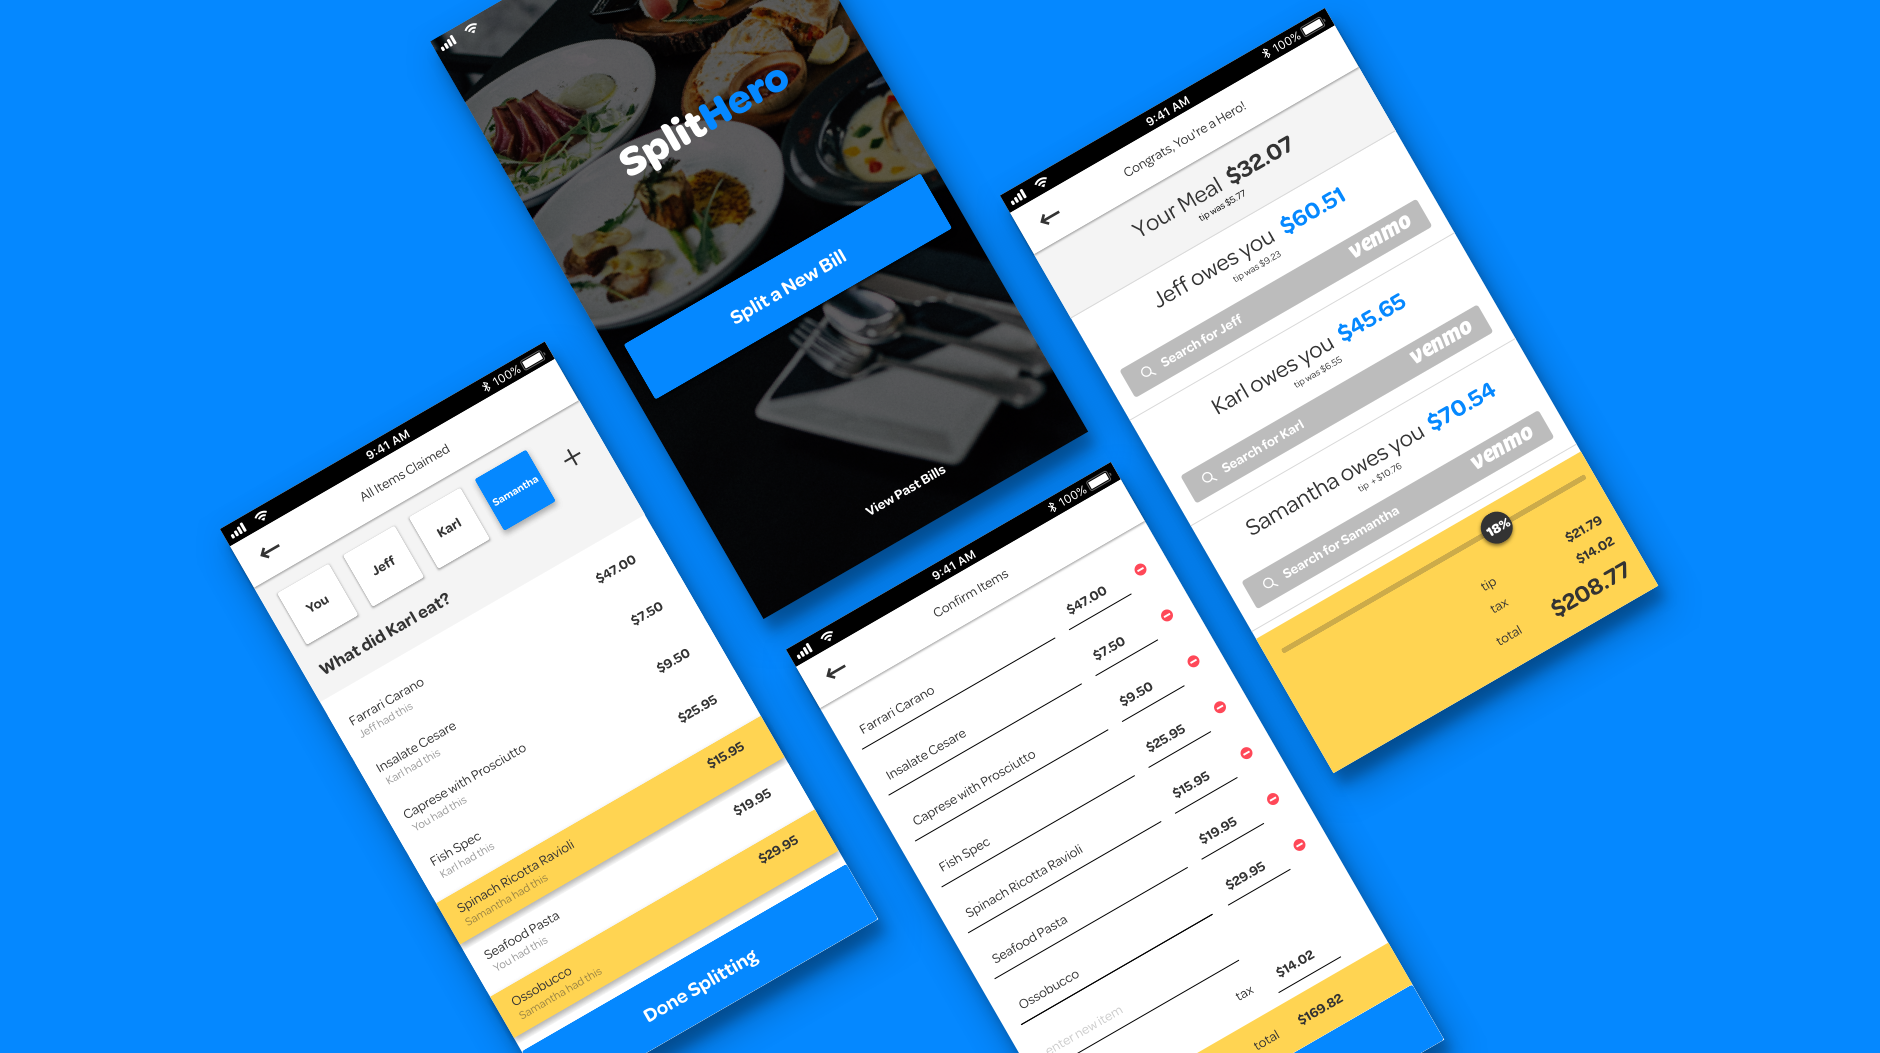 SplitHero
Split a New Bill
View Past Bills
100%
9:41 AM
All Items Claimed
You
Jeff
Karl
Samantha
What did Karl eat?
Farrari Carano $47.00
Jeff had this
Insalate Cesare $7.50
Karl had this
Caprese with Prosciutto $9.50
You had this
Fish Spec $25.95
Karl had this
Spinach Ricotta Ravioli $15.95
Samantha had this
Seafood Pasta $19.95
You had this
Ossobucco $29.95
Samantha had this
Done Splitting
100%
9:41 AM
Confirm Items
Farrari Carano $47.00
Insalate Cesare $7.50
Caprese with Prosciutto $9.50
Fish Spec $25.95
Spinach Ricotta Ravioli $15.95
Seafood Pasta $19.95
Ossobucco $29.95
enter new item
tax $14.02
total $169.82
100%
9:41 AM
Congrats, You're a Hero!
Your Meal $32.07
tip was $5.77
Jeff owes you $60.51
tip was $9.23
Search for Jeff venmo
Karl owes you $45.65
tip was $6.55
Search for Karl venmo
Samantha owes you $70.54
tip + $10.76
Search for Samantha venmo
18%
tip $21.79
tax $14.02
total $208.77